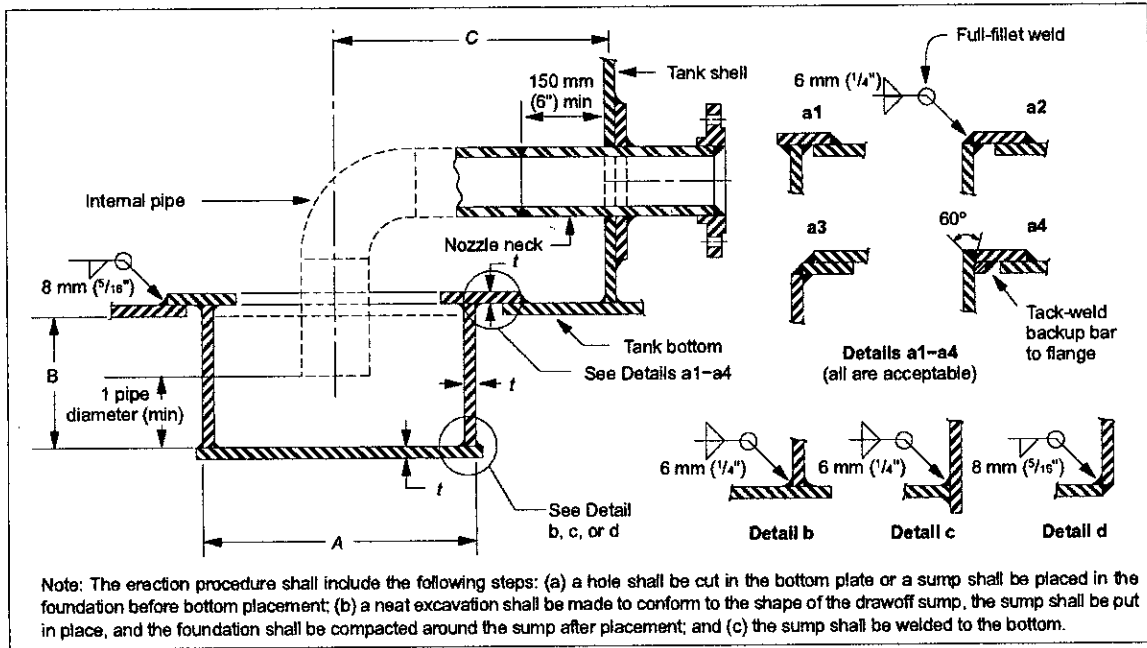 C
Full-fillet weld
Tank shell
150 mm
(6") min
6 mm (1/4")
a1
a2
Internal pipe
a3
60°
a4
Nozzle neck
t
8 mm (5/16")
Tank bottom
Tack-weld
backup bar
to flange
B
See Details a1–a4
Details a1–a4
(all are acceptable)
1 pipe
diameter (min)
t
t
6 mm (1/4")
6 mm (1/4")
8 mm (5/16")
See Detail
b, c, or d
Detail b
Detail c
Detail d
A
Note: The erection procedure shall include the following steps: (a) a hole shall be cut in the bottom plate or a sump shall be placed in the
foundation before bottom placement; (b) a neat excavation shall be made to conform to the shape of the drawoff sump, the sump shall be put
in place, and the foundation shall be compacted around the sump after placement; and (c) the sump shall be welded to the bottom.